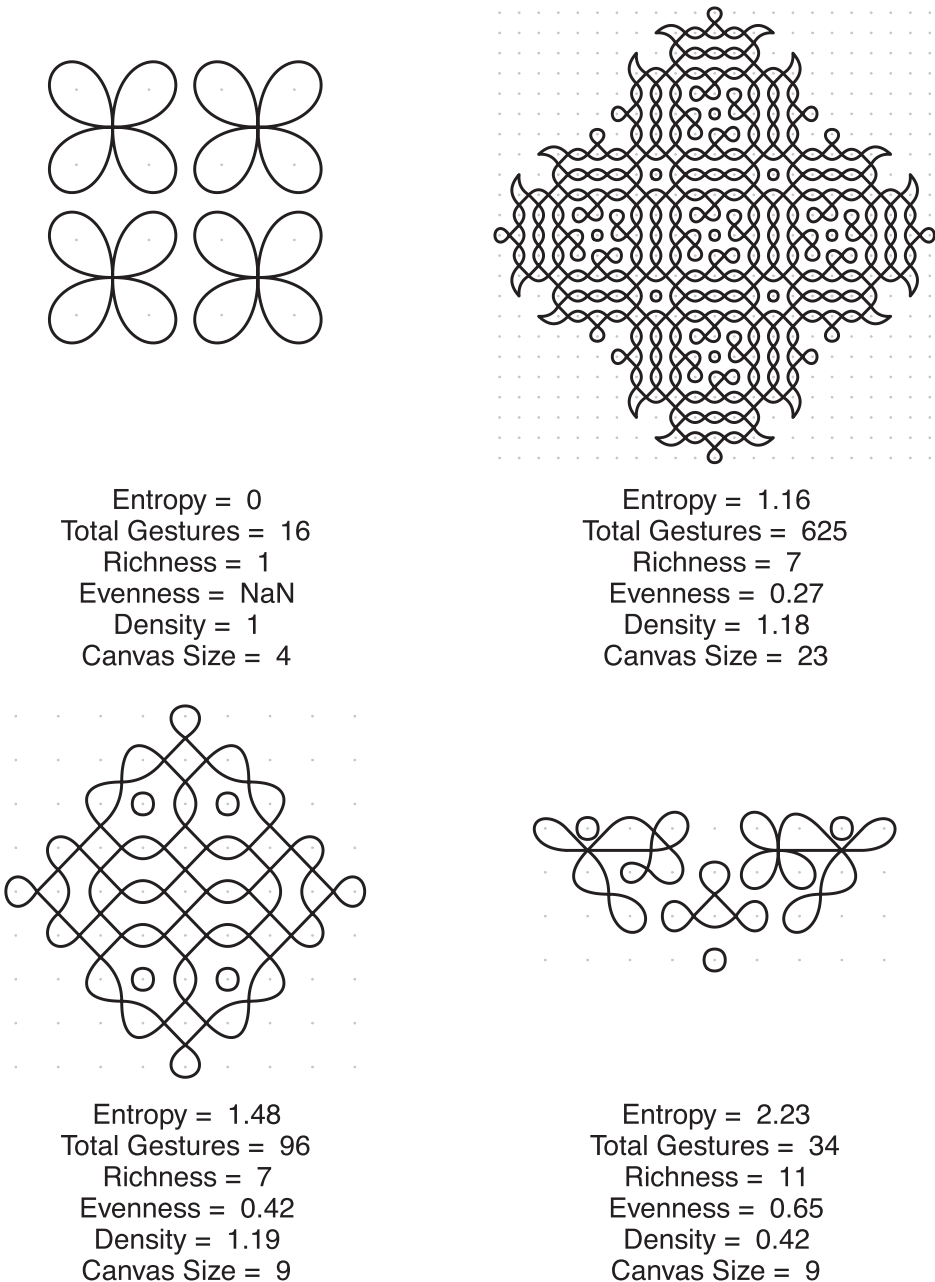 Entropy = 0
Total Gestures = 16
Richness = 1
Evenness = NaN
Density = 1
Canvas Size = 4
Entropy = 1.16
Total Gestures = 625
Richness = 7
Evenness = 0.27
Density = 1.18
Canvas Size = 23
Entropy = 1.48
Total Gestures = 96
Richness = 7
Evenness = 0.42
Density = 1.19
Canvas Size = 9
Entropy = 2.23
Total Gestures = 34
Richness = 11
Evenness = 0.65
Density = 0.42
Canvas Size = 9